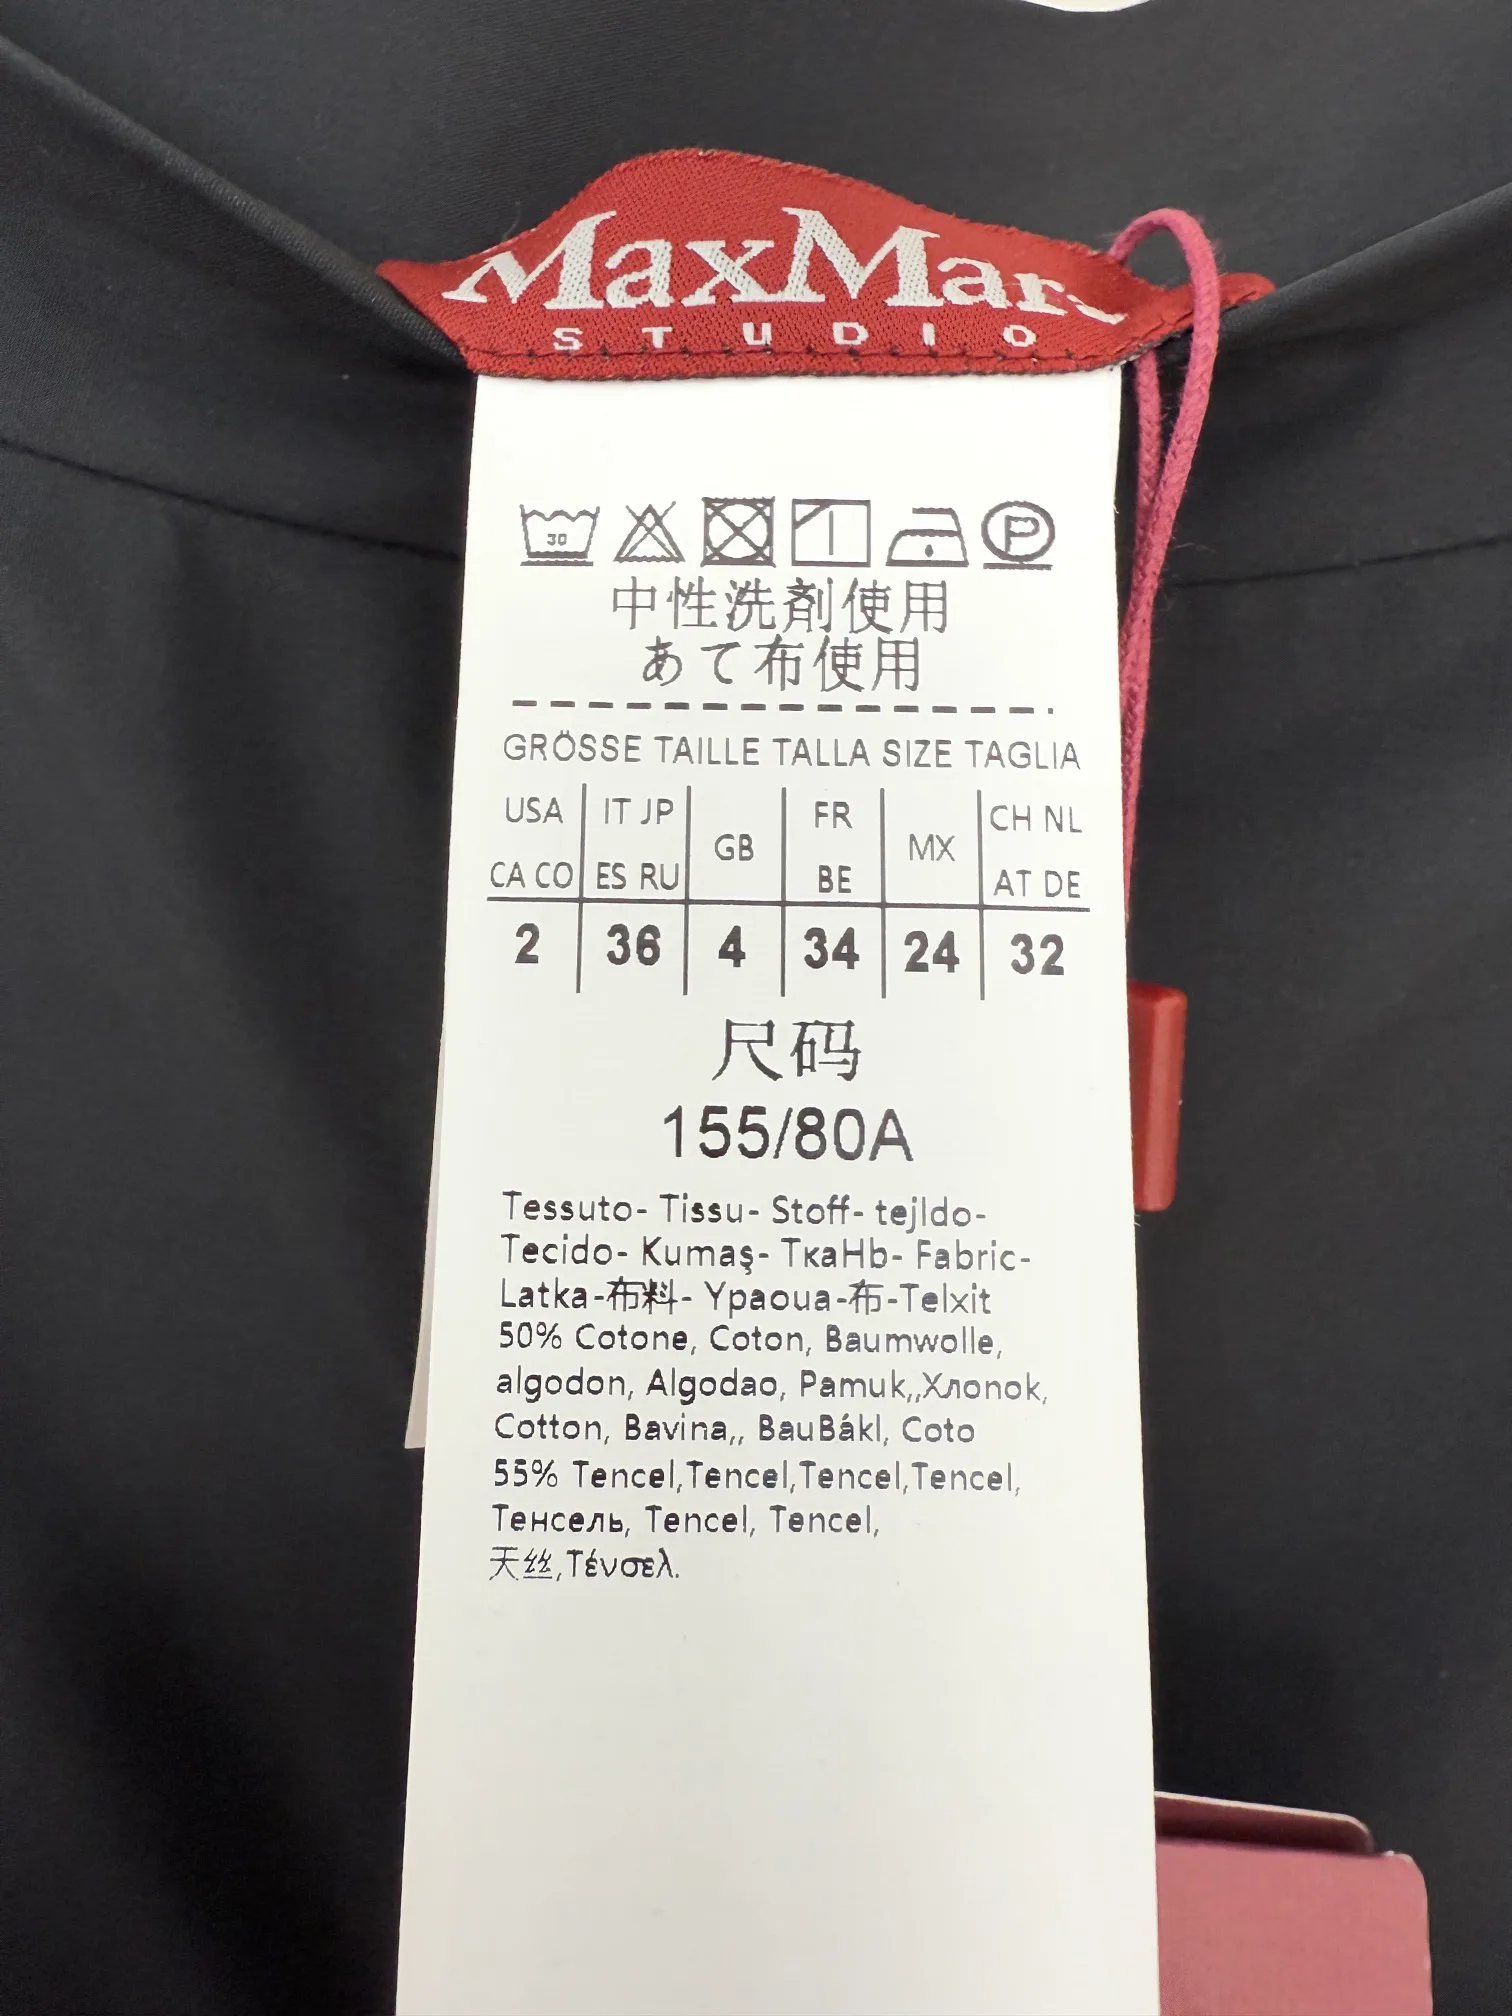 MaxMara
STUDIO
30
P
中性洗剤使用
あて布使用
GRÖSSE TAILLE TALLA SIZE TAGLIA
USA IT JP GB FR MX CH NL
CA CO ES RU BE AT DE
2 36 4 34 24 32
尺码
155/80A
Tessuto- Tissu- Stoff- tejldo-
Tecido- Kumaş- TкaHb- Fabric-
Latka-布料- Ypaoua-布-Telxit
50% Cotone, Coton, Baumwolle,
algodon, Algodao, Pamuk,,Хлопok,
Cotton, Bavina,, BauBákl, Coto
55% Tencel,Tencel,Tencel,Tencel,
Тенсель, Tencel, Tencel,
天丝,Τένσελ.